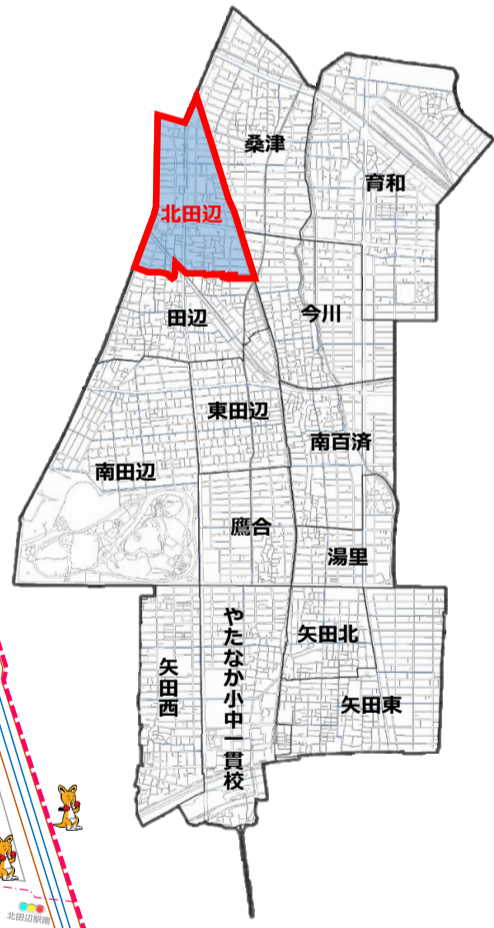 桑津
育和
北田辺
田辺
今川
東田辺
南百済
南田辺
鷹合
湯里
やたなか小中一貫校
矢田北
矢田西
矢田東
北田辺駅南